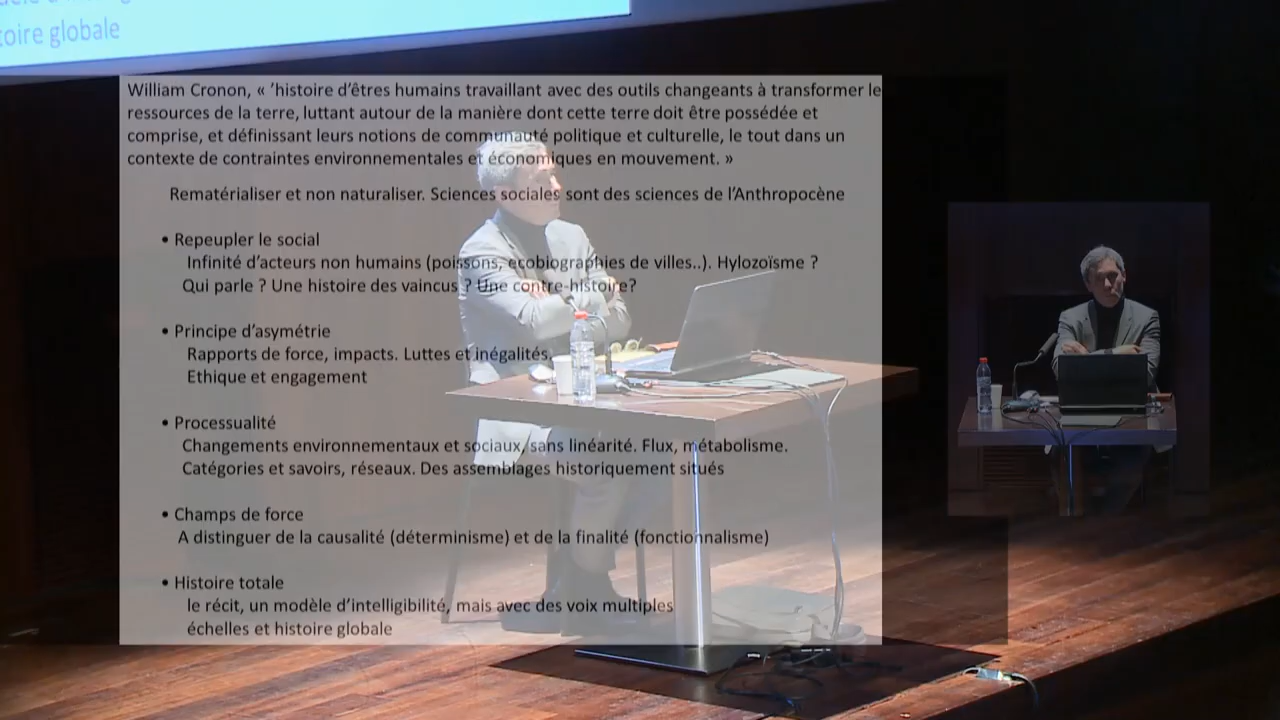 toire globale
William Cronon, « ’histoire d’êtres humains travaillant avec des outils changeants à transformer le
ressources de la terre, luttant autour de la manière dont cette terre doit être possédée et
comprise, et définissant leurs notions de communauté politique et culturelle, le tout dans un
contexte de contraintes environnementales et économiques en mouvement. »
Rematérialiser et non naturaliser. Sciences sociales sont des sciences de l’Anthropocène
• Repeupler le social
Infinité d’acteurs non humains (poissons, ecobiographies de villes..). Hylozoïsme ?
Qui parle ? Une histoire des vaincus ? Une contre-histoire?
• Principe d’asymétrie
Rapports de force, impacts. Luttes et inégalités.
Ethique et engagement
• Processualité
Changements environnementaux et sociaux, sans linéarité. Flux, métabolisme.
Catégories et savoirs, réseaux. Des assemblages historiquement situés
• Champs de force
A distinguer de la causalité (déterminisme) et de la finalité (fonctionnalisme)
• Histoire totale
le récit, un modèle d’intelligibilité, mais avec des voix multiples
échelles et histoire globale